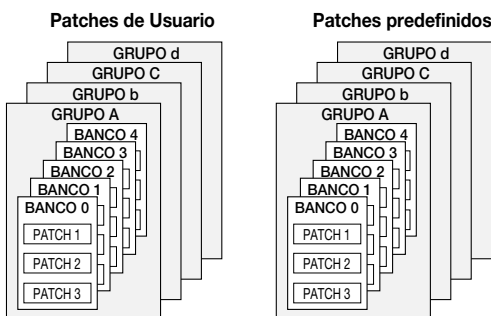 Patches de Usuario
GRUPO d
GRUPO C
GRUPO b
GRUPO A
BANCO 4
BANCO 3
BANCO 2
BANCO 1
BANCO 0
PATCH 1
PATCH 2
PATCH 3
Patches predefinidos
GRUPO d
GRUPO C
GRUPO b
GRUPO A
BANCO 4
BANCO 3
BANCO 2
BANCO 1
BANCO 0
PATCH 1
PATCH 2
PATCH 3